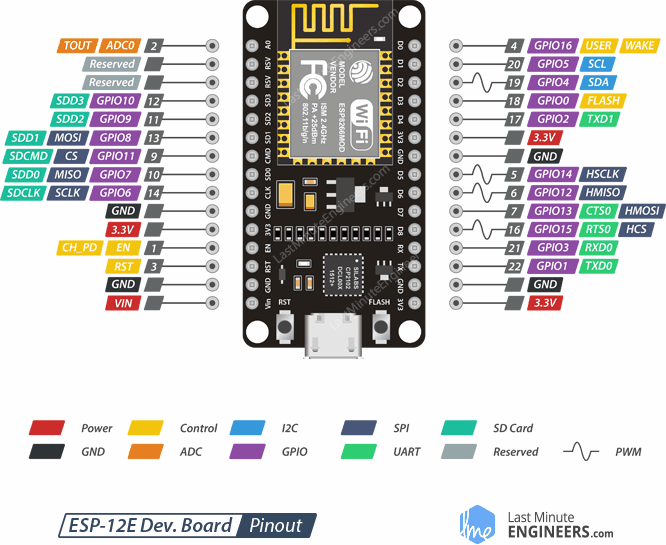 TOUT ADC0 2
Reserved
Reserved
SDD3 GPIO10 12
SDD2 GPIO9 11
SDD1 MOSI GPIO8 13
SDCMD CS GPIO11 9
SDD0 MISO GPIO7 10
SDCLK SCLK GPIO6 14
GND
3.3V
CH_PD EN 1
RST 3
GND
VIN
A0
RSV
RSV
SD3
SD2
SD1
CMD
SD0
CLK
GND
3V3
EN
RST
GND
Vin
LastMinuteEngineers.com
MODEL ESP8266MOD
VENDOR
ISM 2.4GHz
PA +25dBm
802.11b/g/n
FC
WiFi
SILABS
CP2102
DCL00X
1512+
RST
FLASH
D0
D1
D2
D3
D4
3V3
GND
D5
D6
D7
D8
RX
TX
GND
3V3
4 GPIO16 USER WAKE
20 GPIO5 SCL
19 GPIO4 SDA
18 GPIO0 FLASH
17 GPIO2 TXD1
3.3V
GND
5 GPIO14 HSCLK
6 GPIO12 HMISO
7 GPIO13 CTS0 HMOSI
16 GPIO15 RTS0 HCS
21 GPIO3 RXD0
22 GPIO1 TXD0
GND
3.3V
Power Control I2C SPI SD Card
GND ADC GPIO UART Reserved PWM
ESP-12E Dev. Board Pinout
lme Last Minute
ENGINEERS.com